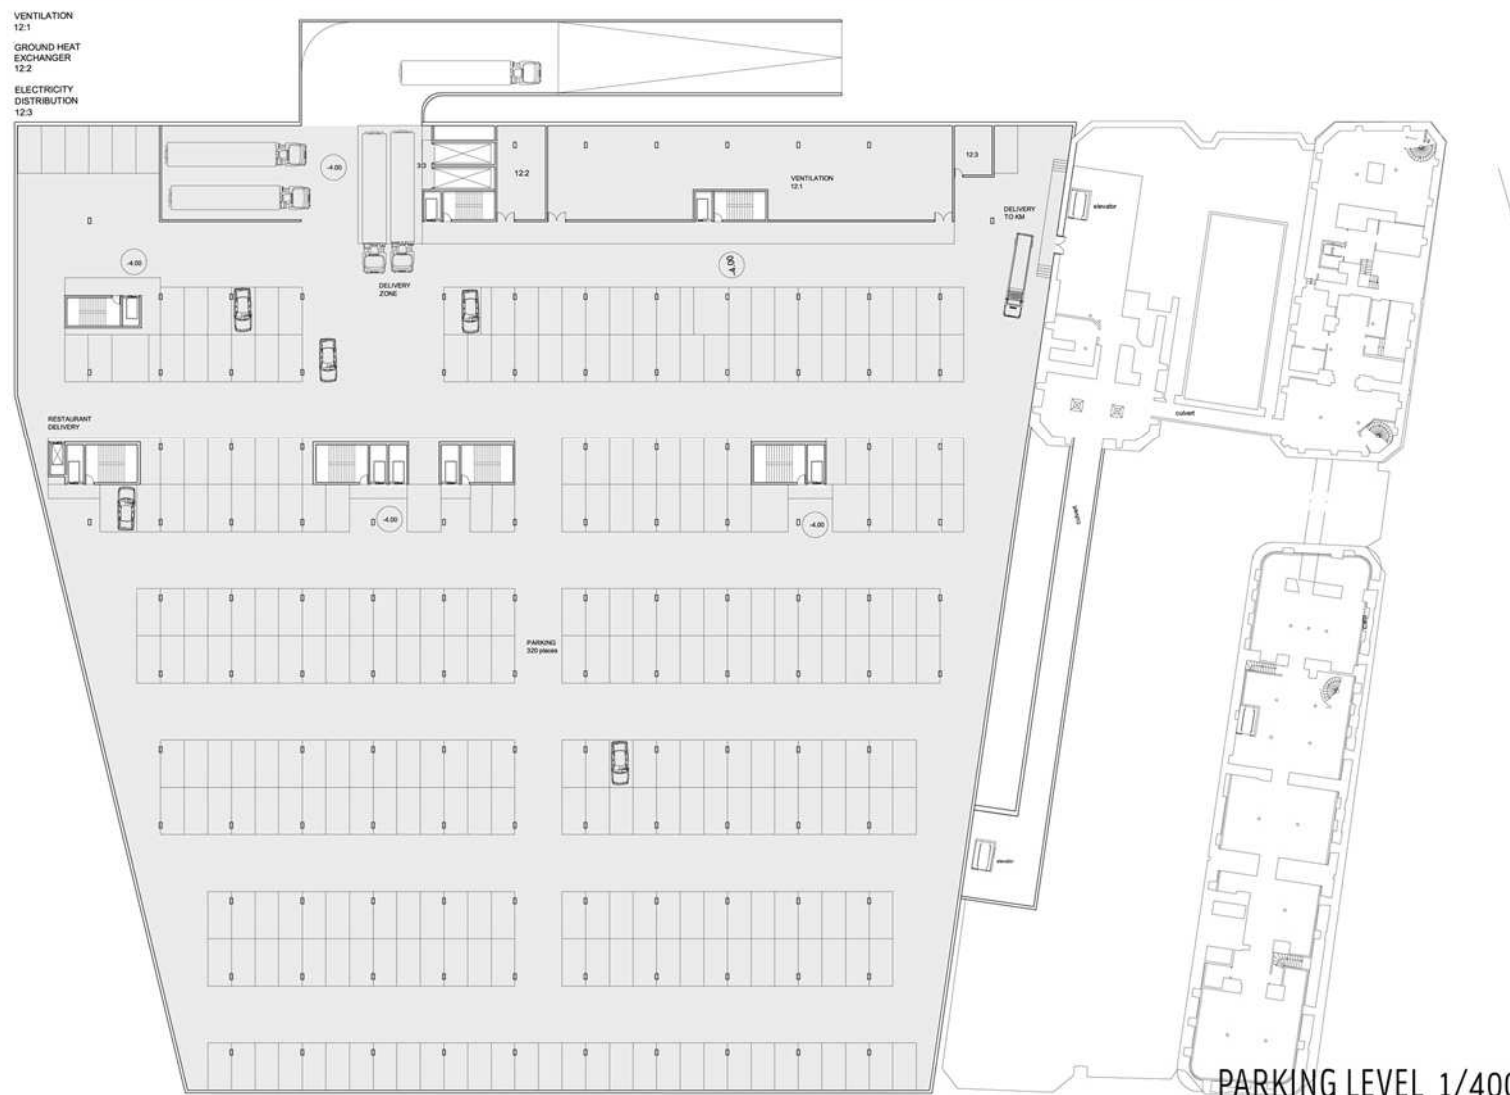 VENTILATION
12:1
GROUND HEAT
EXCHANGER
12:2
ELECTRICITY
DISTRIBUTION
12:3
-4.00
3:3
12:2
VENTILATION
12:1
12:3
DELIVERY
TO KM
elevator
-4.00
DELIVERY
ZONE
-4.00
RESTAURANT
DELIVERY
culvert
-4.00
-4.00
culvert
PARKING
320 places
elevator
PARKING LEVEL 1/400